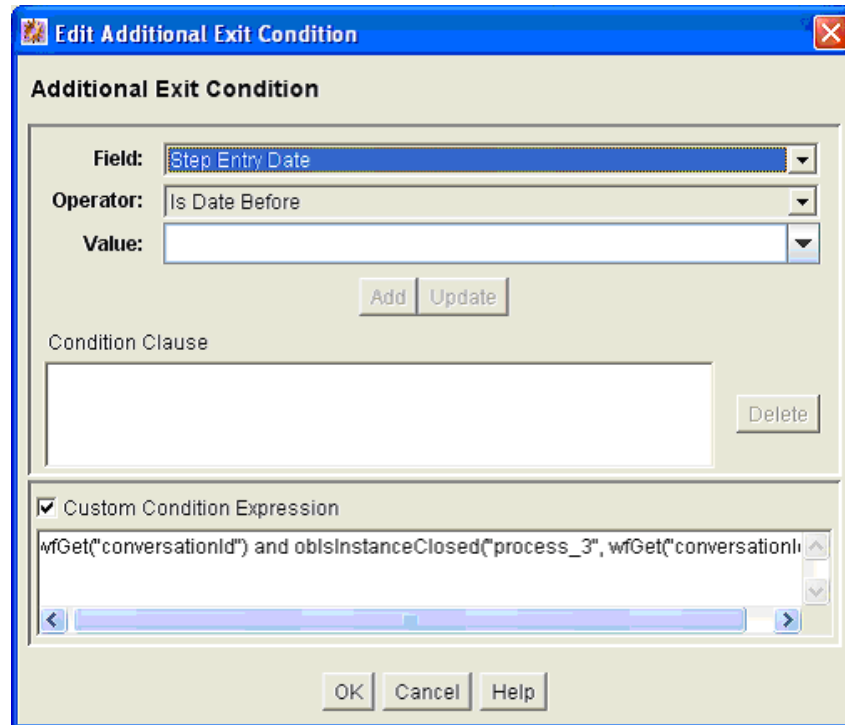 Edit Additional Exit Condition
Additional Exit Condition
Field: Step Entry Date
Operator: Is Date Before
Value:
Add Update
Condition Clause
Delete
Custom Condition Expression
wfGet("conversationId") and obIsInstanceClosed("process_3", wfGet("conversationI
OK Cancel Help